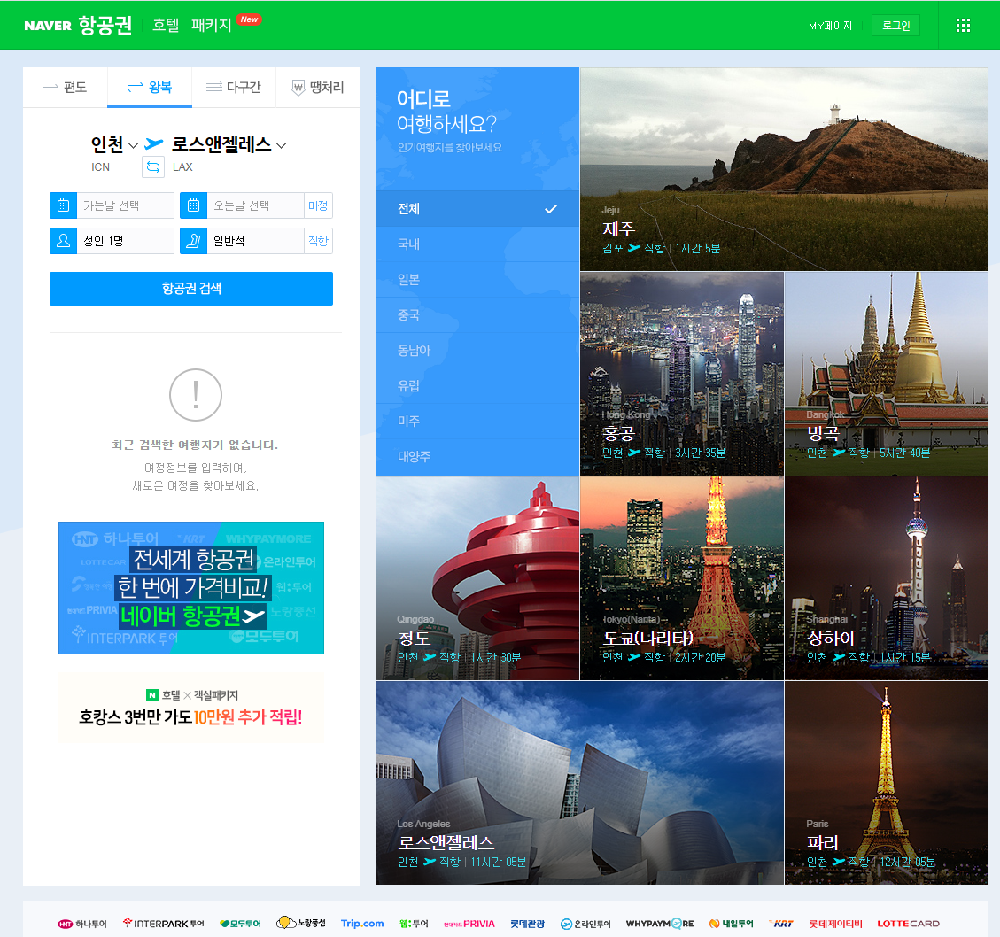 NAVER 항공권 호텔 패키지 New
MY페이지 로그인
편도 왕복 다구간 땡처리
인천 로스앤젤레스
ICN LAX
가는날 선택 오는날 선택 미정
성인 1명 일반석 직항
항공권 검색
최근 검색한 여행지가 없습니다.
여정정보를 입력하여,
새로운 여정을 찾아보세요.
HNT 하나투어 KRT WHYPAYMORE
LOTTECAR 온라인투어
전세계 항공권
한 번에 가격비교!
웹:투어
PRIVIA 네이버 항공권 노랑풍선
INTERPARK 투어 모두투어
N 호텔 × 객실패키지
호캉스 3번만 가도 10만원 추가 적립!
어디로
여행하세요?
인기여행지를 찾아보세요
전체
국내
일본
중국
동남아
유럽
미주
대양주
Jeju
제주
김포 직항 | 1시간 5분
Hong Kong
홍콩
인천 직항 | 3시간 35분
Bangkok
방콕
인천 직항 | 5시간 40분
Qingdao
청도
인천 직항 | 1시간 30분
Tokyo(Narita)
도쿄(나리타)
인천 직항 | 2시간 20분
Shanghai
상하이
인천 직항 | 1시간 15분
Los Angeles
로스앤젤레스
인천 직항 | 11시간 05분
Paris
파리
인천 직항 | 12시간 05분
HNT 하나투어 INTERPARK 투어 모두투어 노랑풍선 Trip.com 웹:투어 현대카드 PRIVIA 롯데관광 온라인투어 WHYPAYMORE 내일투어 KRT 롯데제이티비 LOTTECARD